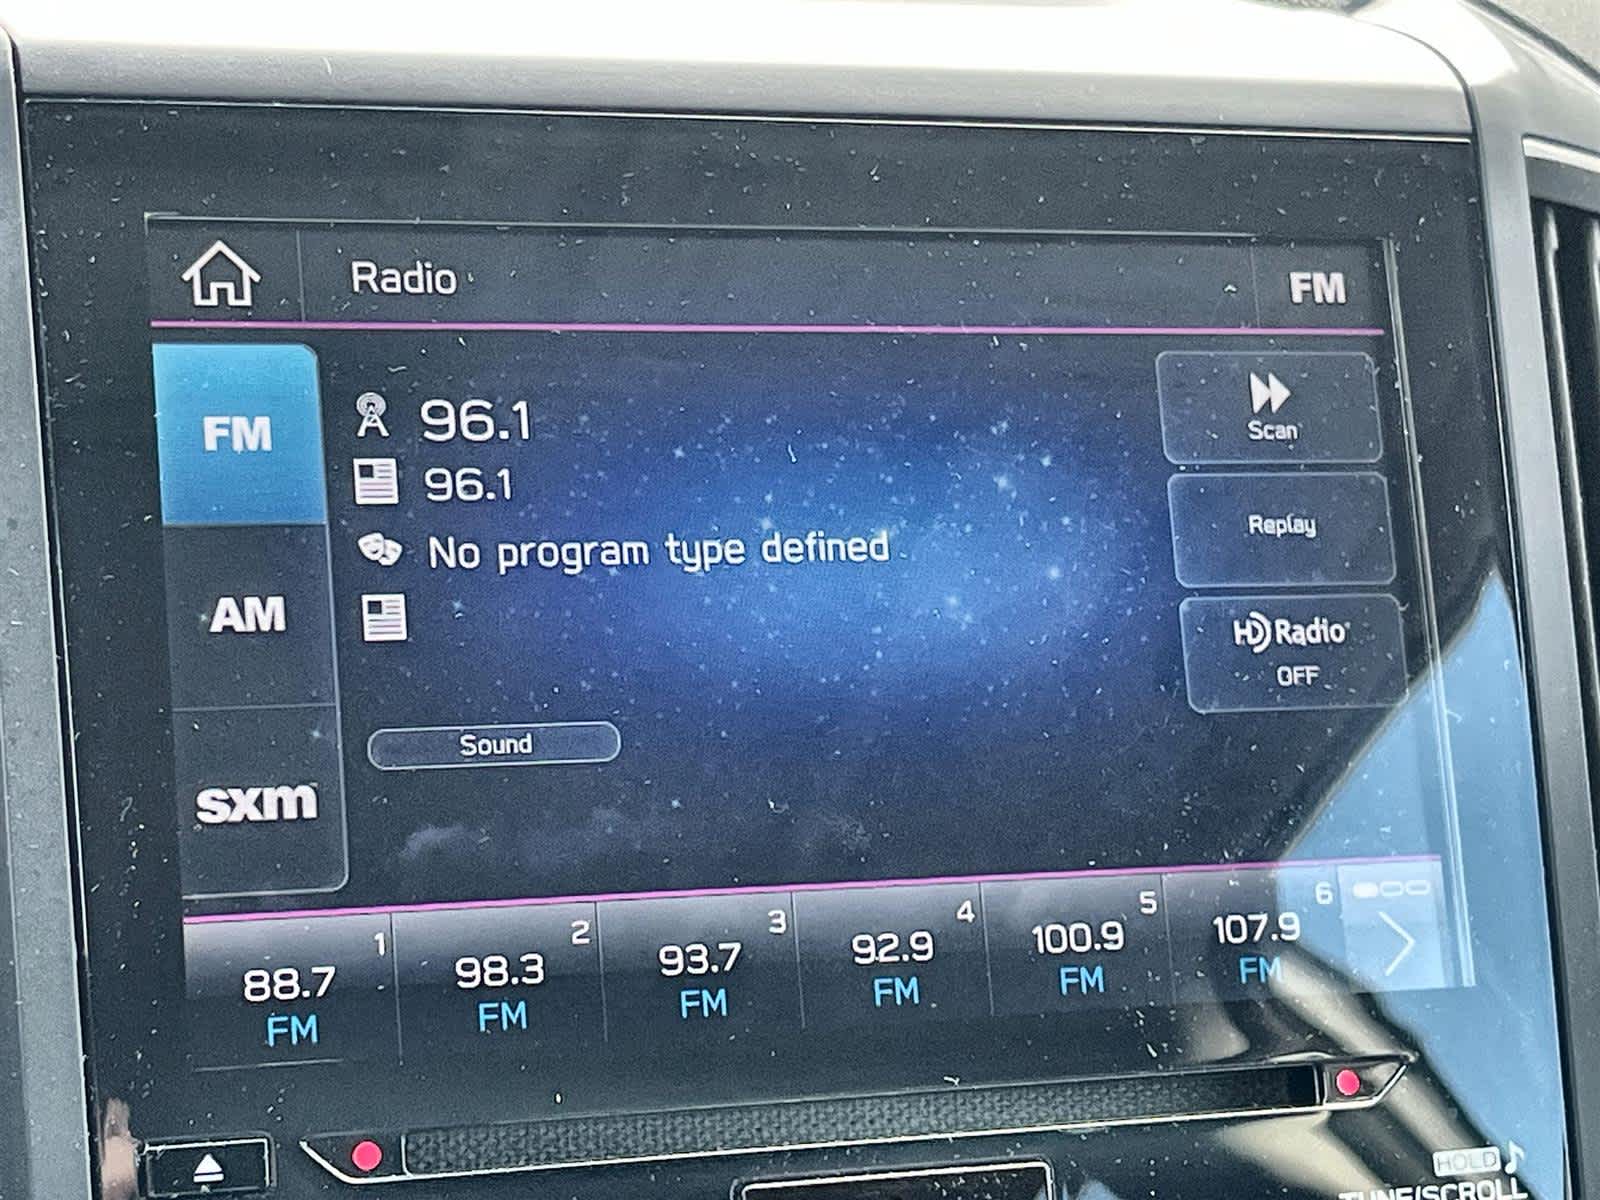 Radio
FM
FM
96.1
Scan
96.1
Replay
No program type defined
AM
HD Radio
OFF
Sound
sxm
1
2
3
4
5
6
88.7
98.3
93.7
92.9
100.9
107.9
FM
FM
FM
FM
FM
FM
HOLD
TUNE/SCROLL